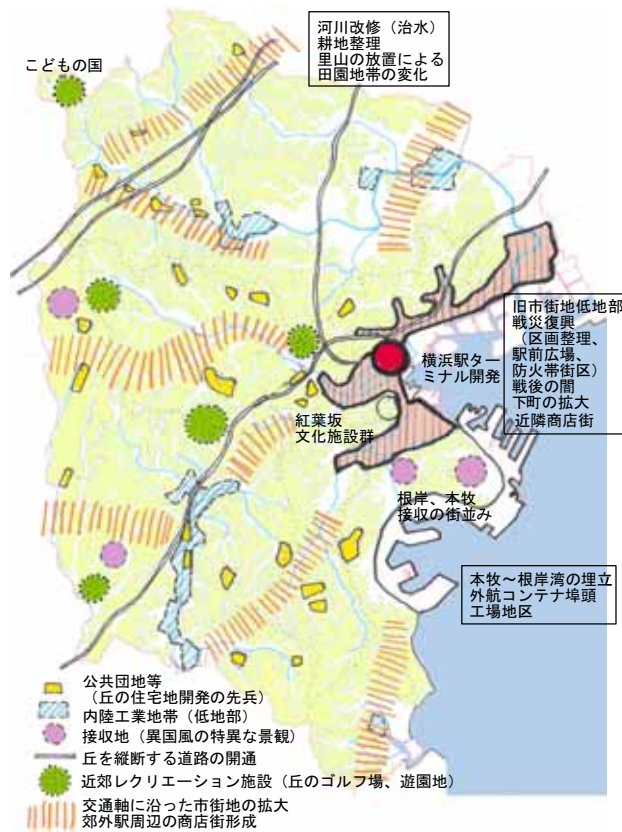 河川改修（治水）
耕地整理
里山の放置による
田園地帯の変化
こどもの国
旧市街地低地部
戦災復興
（区画整理、
駅前広場、
防火帯街区）
戦後の闇
下町の拡大
近隣商店街
横浜駅ター
ミナル開発
紅葉坂
文化施設群
根岸、本牧
接収の街並み
本牧～根岸湾の埋立
外航コンテナ埠頭
工場地区
公共団地等
（丘の住宅地開発の先兵）
内陸工業地帯（低地部）
接収地（異国風の特異な景観）
丘を縦断する道路の開通
近郊レクリエーション施設（丘のゴルフ場、遊園地）
交通軸に沿った市街地の拡大
郊外駅周辺の商店街形成